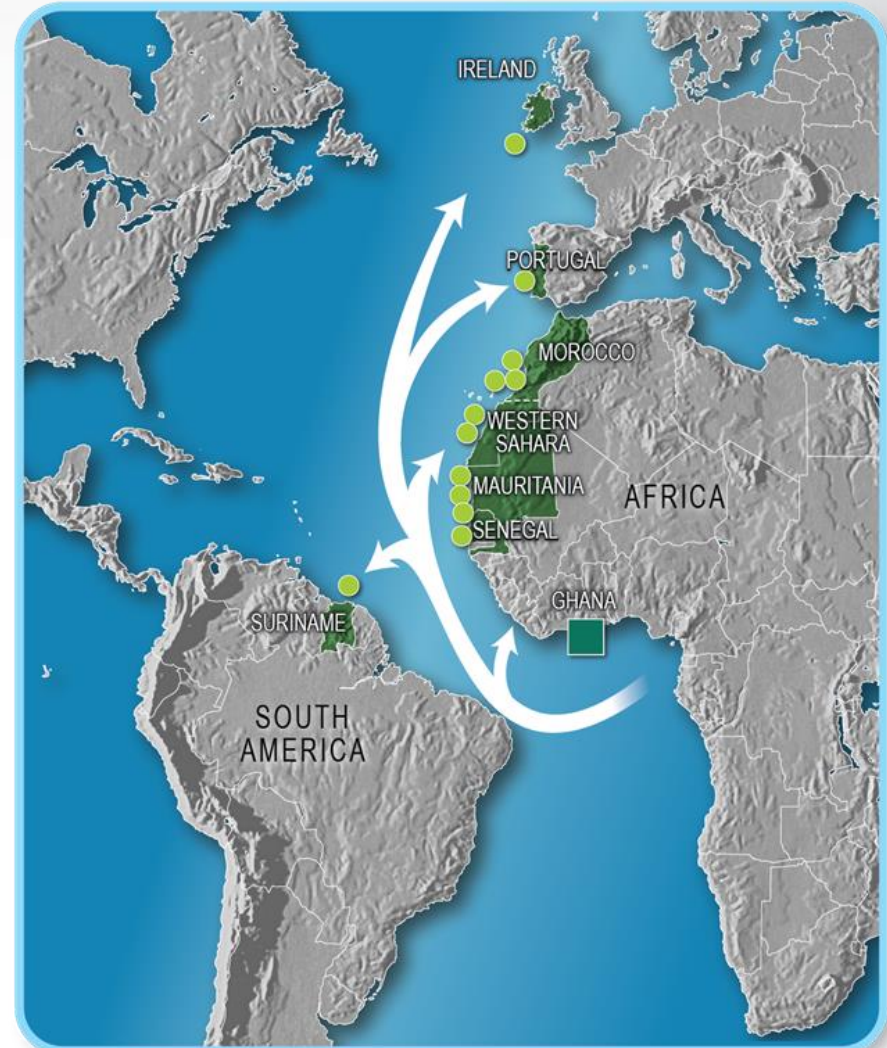 IRELAND
PORTUGAL
MOROCCO
WESTERN
SAHARA
MAURITANIA
AFRICA
SENEGAL
GHANA
SURINAME
SOUTH
AMERICA